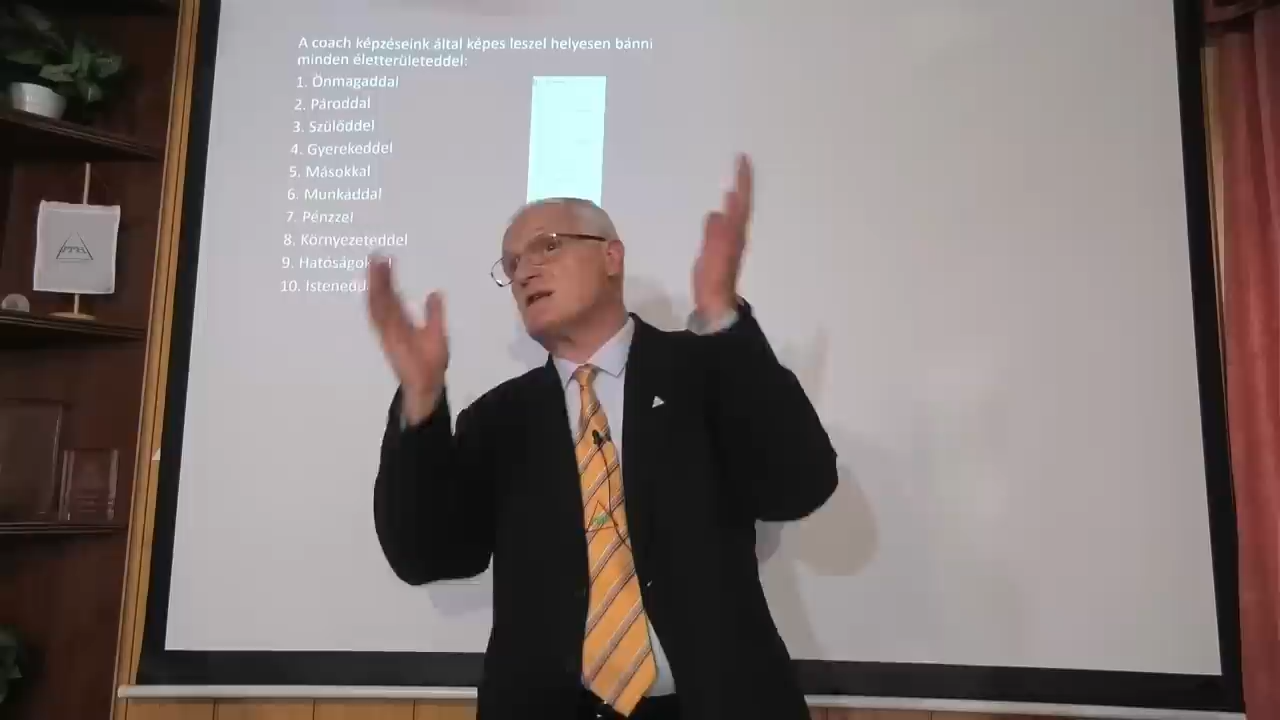 A coach képzéseink által képes leszel helyesen bánni
minden életterületeddel:
1. Önmagaddal
2. Pároddal
3. Szülőddel
4. Gyerekeddel
5. Másokkal
6. Munkáddal
7. Pénzzel
8. Környezeteddel
9.
10.